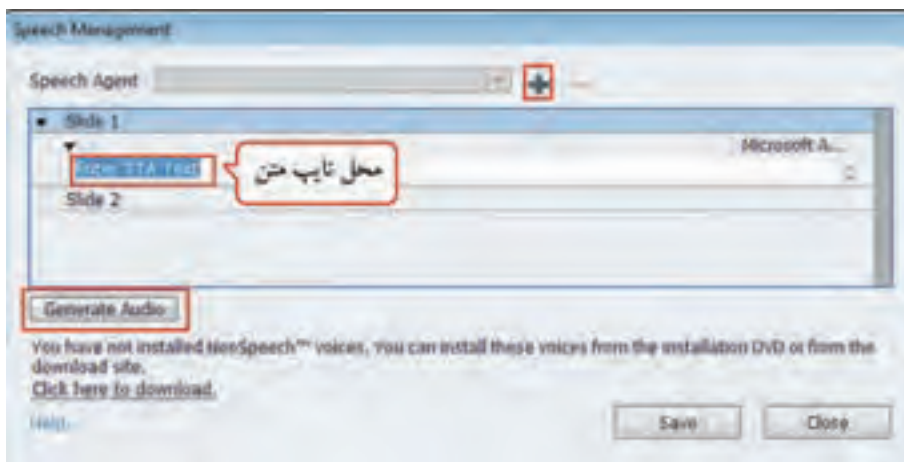 Speech Management
Speech Agent
Slide 1
Microsoft A...
Enter TTA Text
محل تایپ متن
Slide 2
Generate Audio
You have not installed NeoSpeech™ voices. You can install these voices from the installation DVD or from the
download site.
Click here to download.
Help...
Save
Close